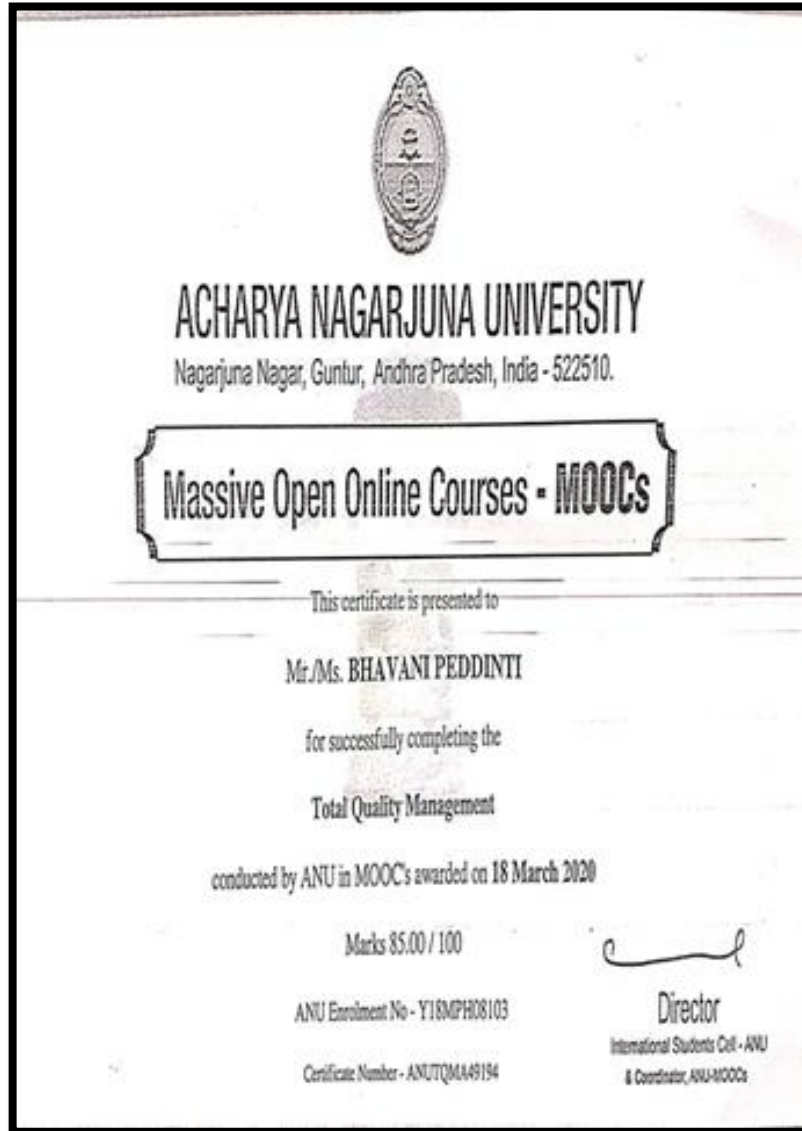 ACHARYA NAGARJUNA UNIVERSITY
Nagarjuna Nagar, Guntur, Andhra Pradesh, India - 522510.
Massive Open Online Courses - MOOCs
This certificate is presented to
Mr./Ms. BHAVANI PEDDINTI
for successfully completing the
Total Quality Management
conducted by ANU in MOOC's awarded on 18 March 2020
Marks 85.00 / 100
ANU Enrolment No - Y18MPH08103
Certificate Number - ANUTQMA49194
Director
International Students Cell - ANU
& Coordinator, ANU-MOOCs